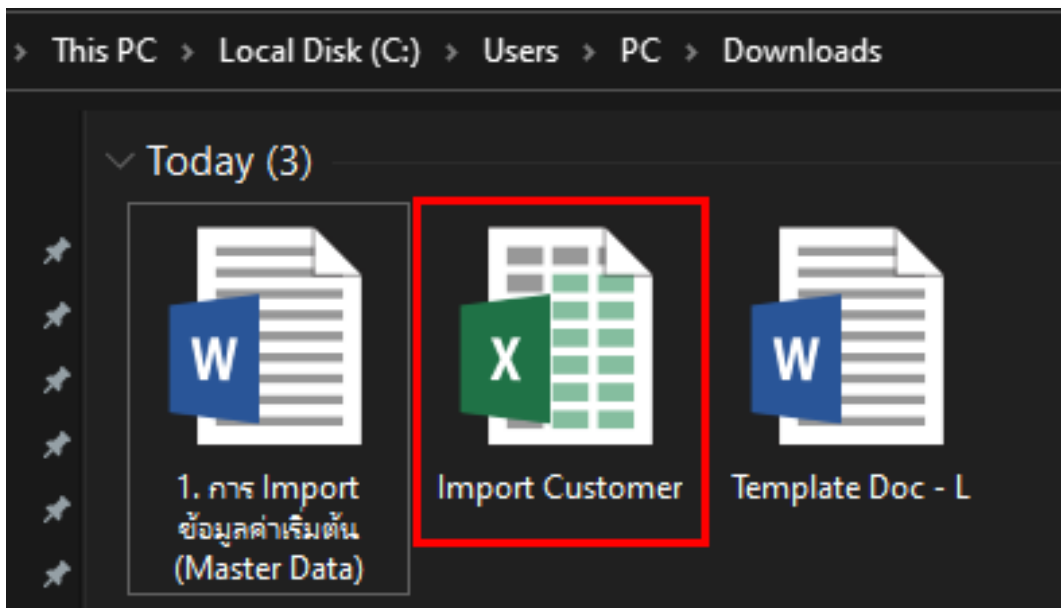 This PC > Local Disk (C:) > Users > PC > Downloads
Today (3)
W
X
W
1. การ Import
ข้อมูลค่าเริ่มต้น
(Master Data)
Import Customer
Template Doc - L